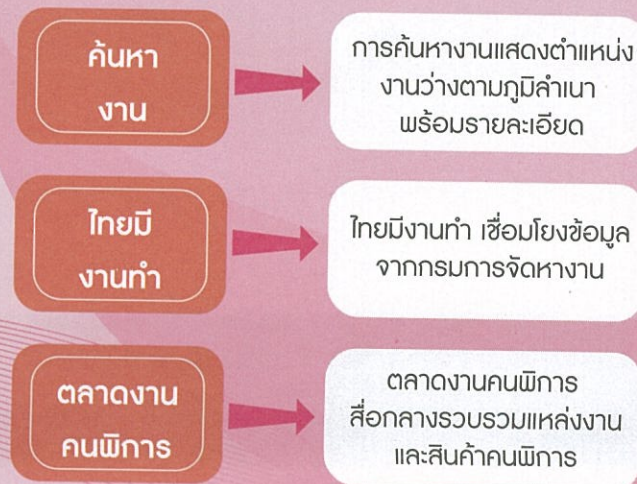 ค้นหา
งาน
การค้นหางานแสดงตำแหน่ง
งานว่างตามภูมิลำเนา
พร้อมรายละเอียด
ไทยมี
งานทำ
ไทยมีงานทำ เชื่อมโยงข้อมูล
จากกรมการจัดหางาน
ตลาดงาน
คนพิการ
ตลาดงานคนพิการ
สื่อกลางรวบรวมแหล่งงาน
และสินค้าคนพิการ